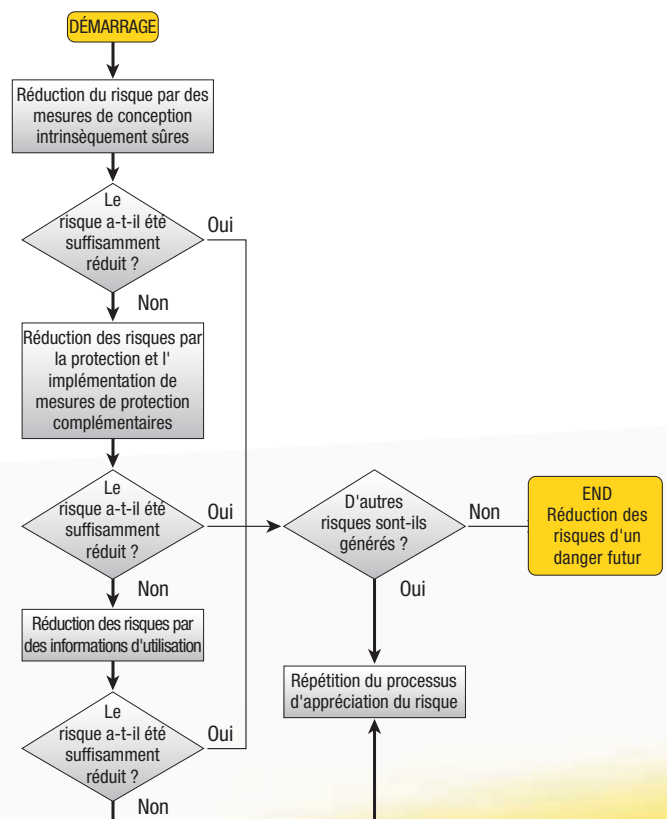 DÉMARRAGE
Réduction du risque par des
mesures de conception
intrinsèquement sûres
Le
risque a-t-il été
suffisamment
réduit ?
Oui
Non
Réduction des risques par
la protection et l'
implémentation de
mesures de protection
complémentaires
Le
risque a-t-il été
suffisamment
réduit ?
Oui
Non
D'autres
risques sont-ils
générés ?
Non
Oui
END
Réduction des
risques d'un
danger futur
Réduction des risques par
des informations d'utilisation
Répétition du processus
d'appréciation du risque
Le
risque a-t-il été
suffisamment
réduit ?
Oui
Non